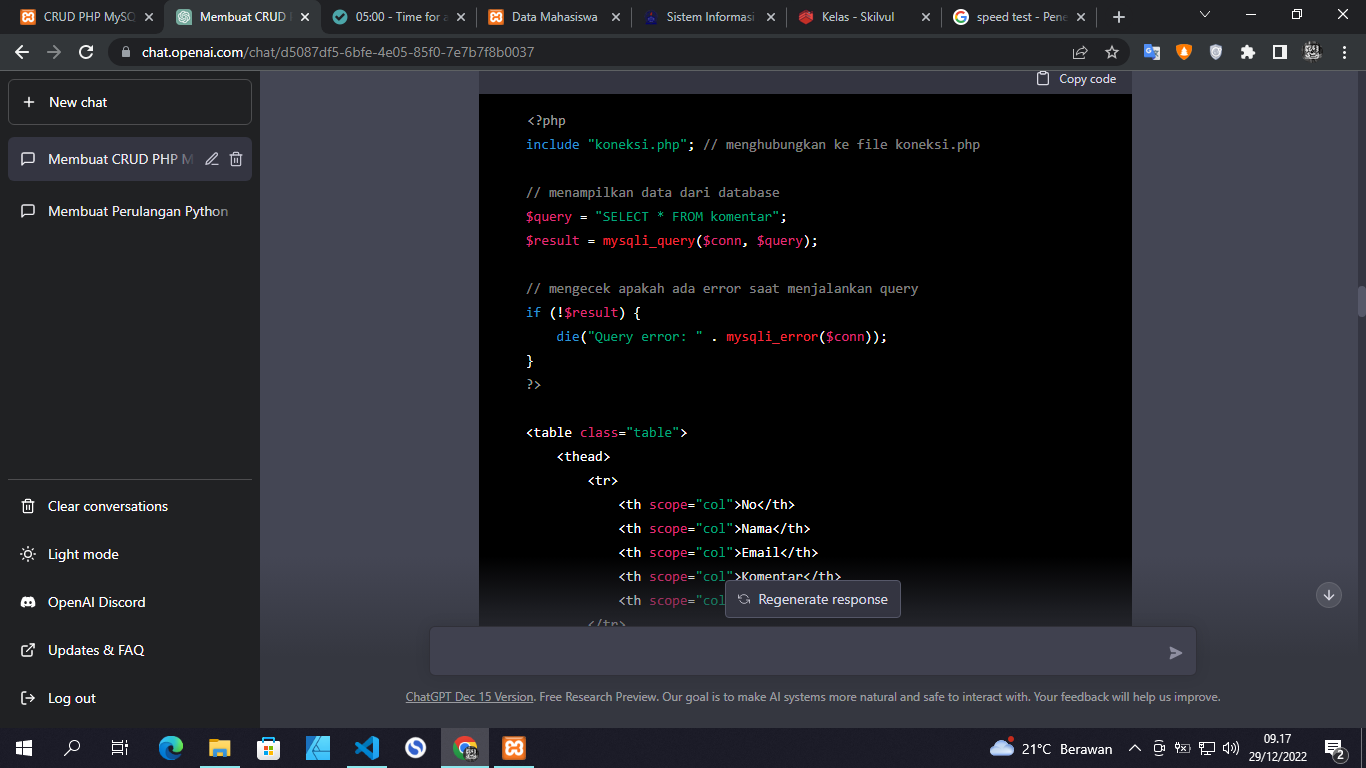 CRUD PHP MySQ
Membuat CRUD
05:00 - Time for a
Data Mahasiswa
Sistem Informasi
Kelas - Skilvul
speed test - Pene
chat.openai.com/chat/d5087df5-6bfe-4e05-85f0-7e7b7f8b0037
New chat
Membuat CRUD PHP M
Membuat Perulangan Python
Clear conversations
Light mode
OpenAI Discord
Updates & FAQ
Log out
Copy code
<?php
include "koneksi.php"; // menghubungkan ke file koneksi.php
// menampilkan data dari database
$query = "SELECT * FROM komentar";
$result = mysqli_query($conn, $query);
// mengecek apakah ada error saat menjalankan query
if (!$result) {
die("Query error: " . mysqli_error($conn));
}
?>
<table class="table">
<thead>
<tr>
<th scope="col">No</th>
<th scope="col">Nama</th>
<th scope="col">Email</th>
<th scope="col">Komentar</th>
<th scope="col
</tr>
Regenerate response
ChatGPT Dec 15 Version. Free Research Preview. Our goal is to make AI systems more natural and safe to interact with. Your feedback will help us improve.
21°C Berawan
09.17
29/12/2022
2